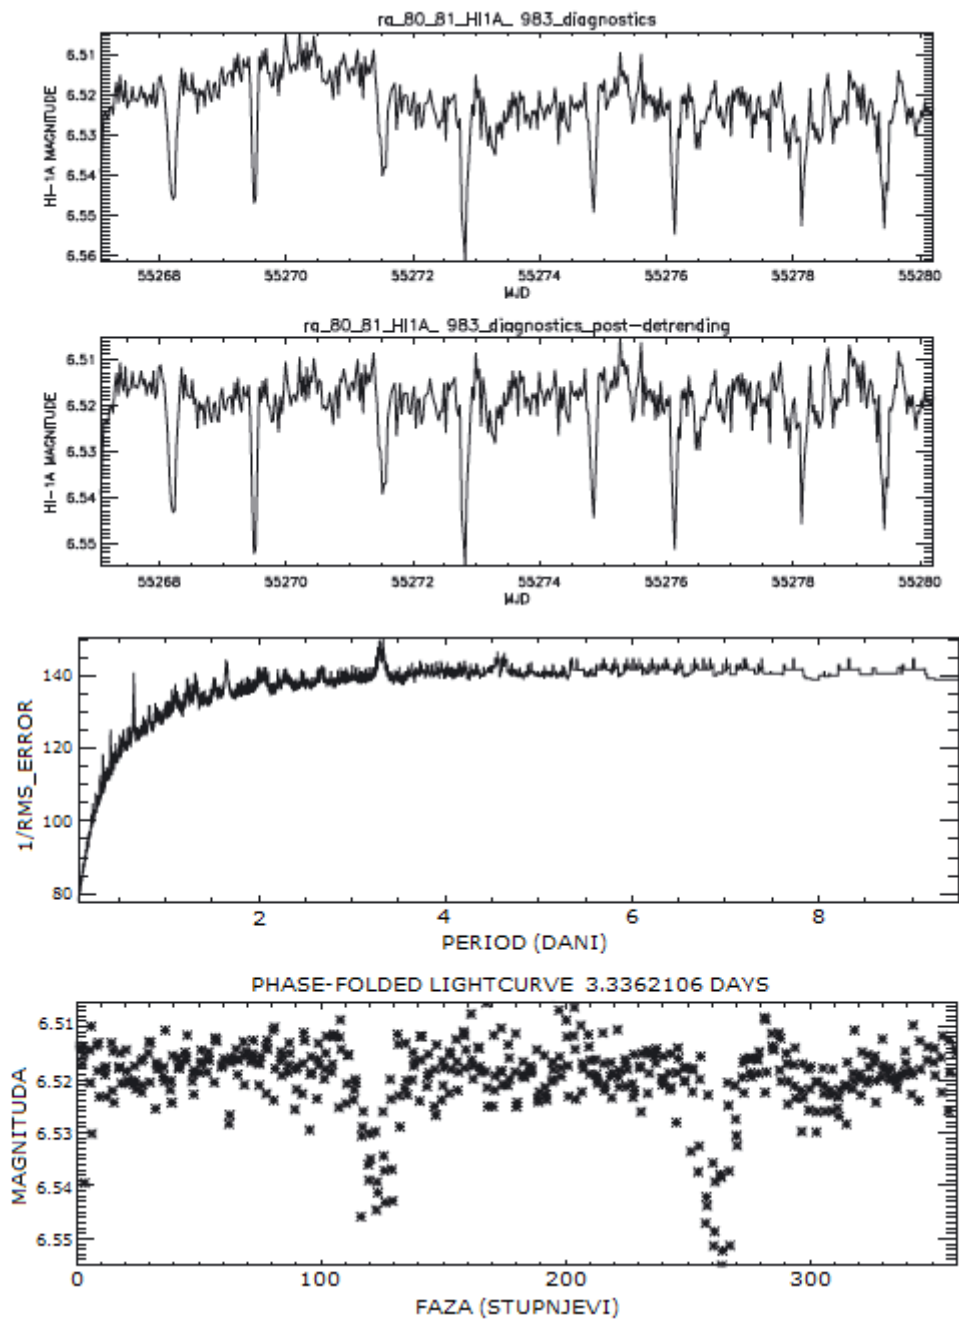 ra_80_81_HI1A_ 983_diagnostics
HI-1A MAGNITUDE
6.51
6.52
6.53
6.54
6.55
6.56
55268 55270 55272 55274 55276 55278 55280
MJD
ra_80_81_HI1A_ 983_diagnostics_post-detrending
HI-1A MAGNITUDE
6.51
6.52
6.53
6.54
6.55
55268 55270 55272 55274 55276 55278 55280
MJD
1/RMS_ERROR
140
120
100
80
2 4 6 8
PERIOD (DANI)
PHASE-FOLDED LIGHTCURVE 3.3362106 DAYS
MAGNITUDA
6.51
6.52
6.53
6.54
6.55
0 100 200 300
FAZA (STUPNJEVI)